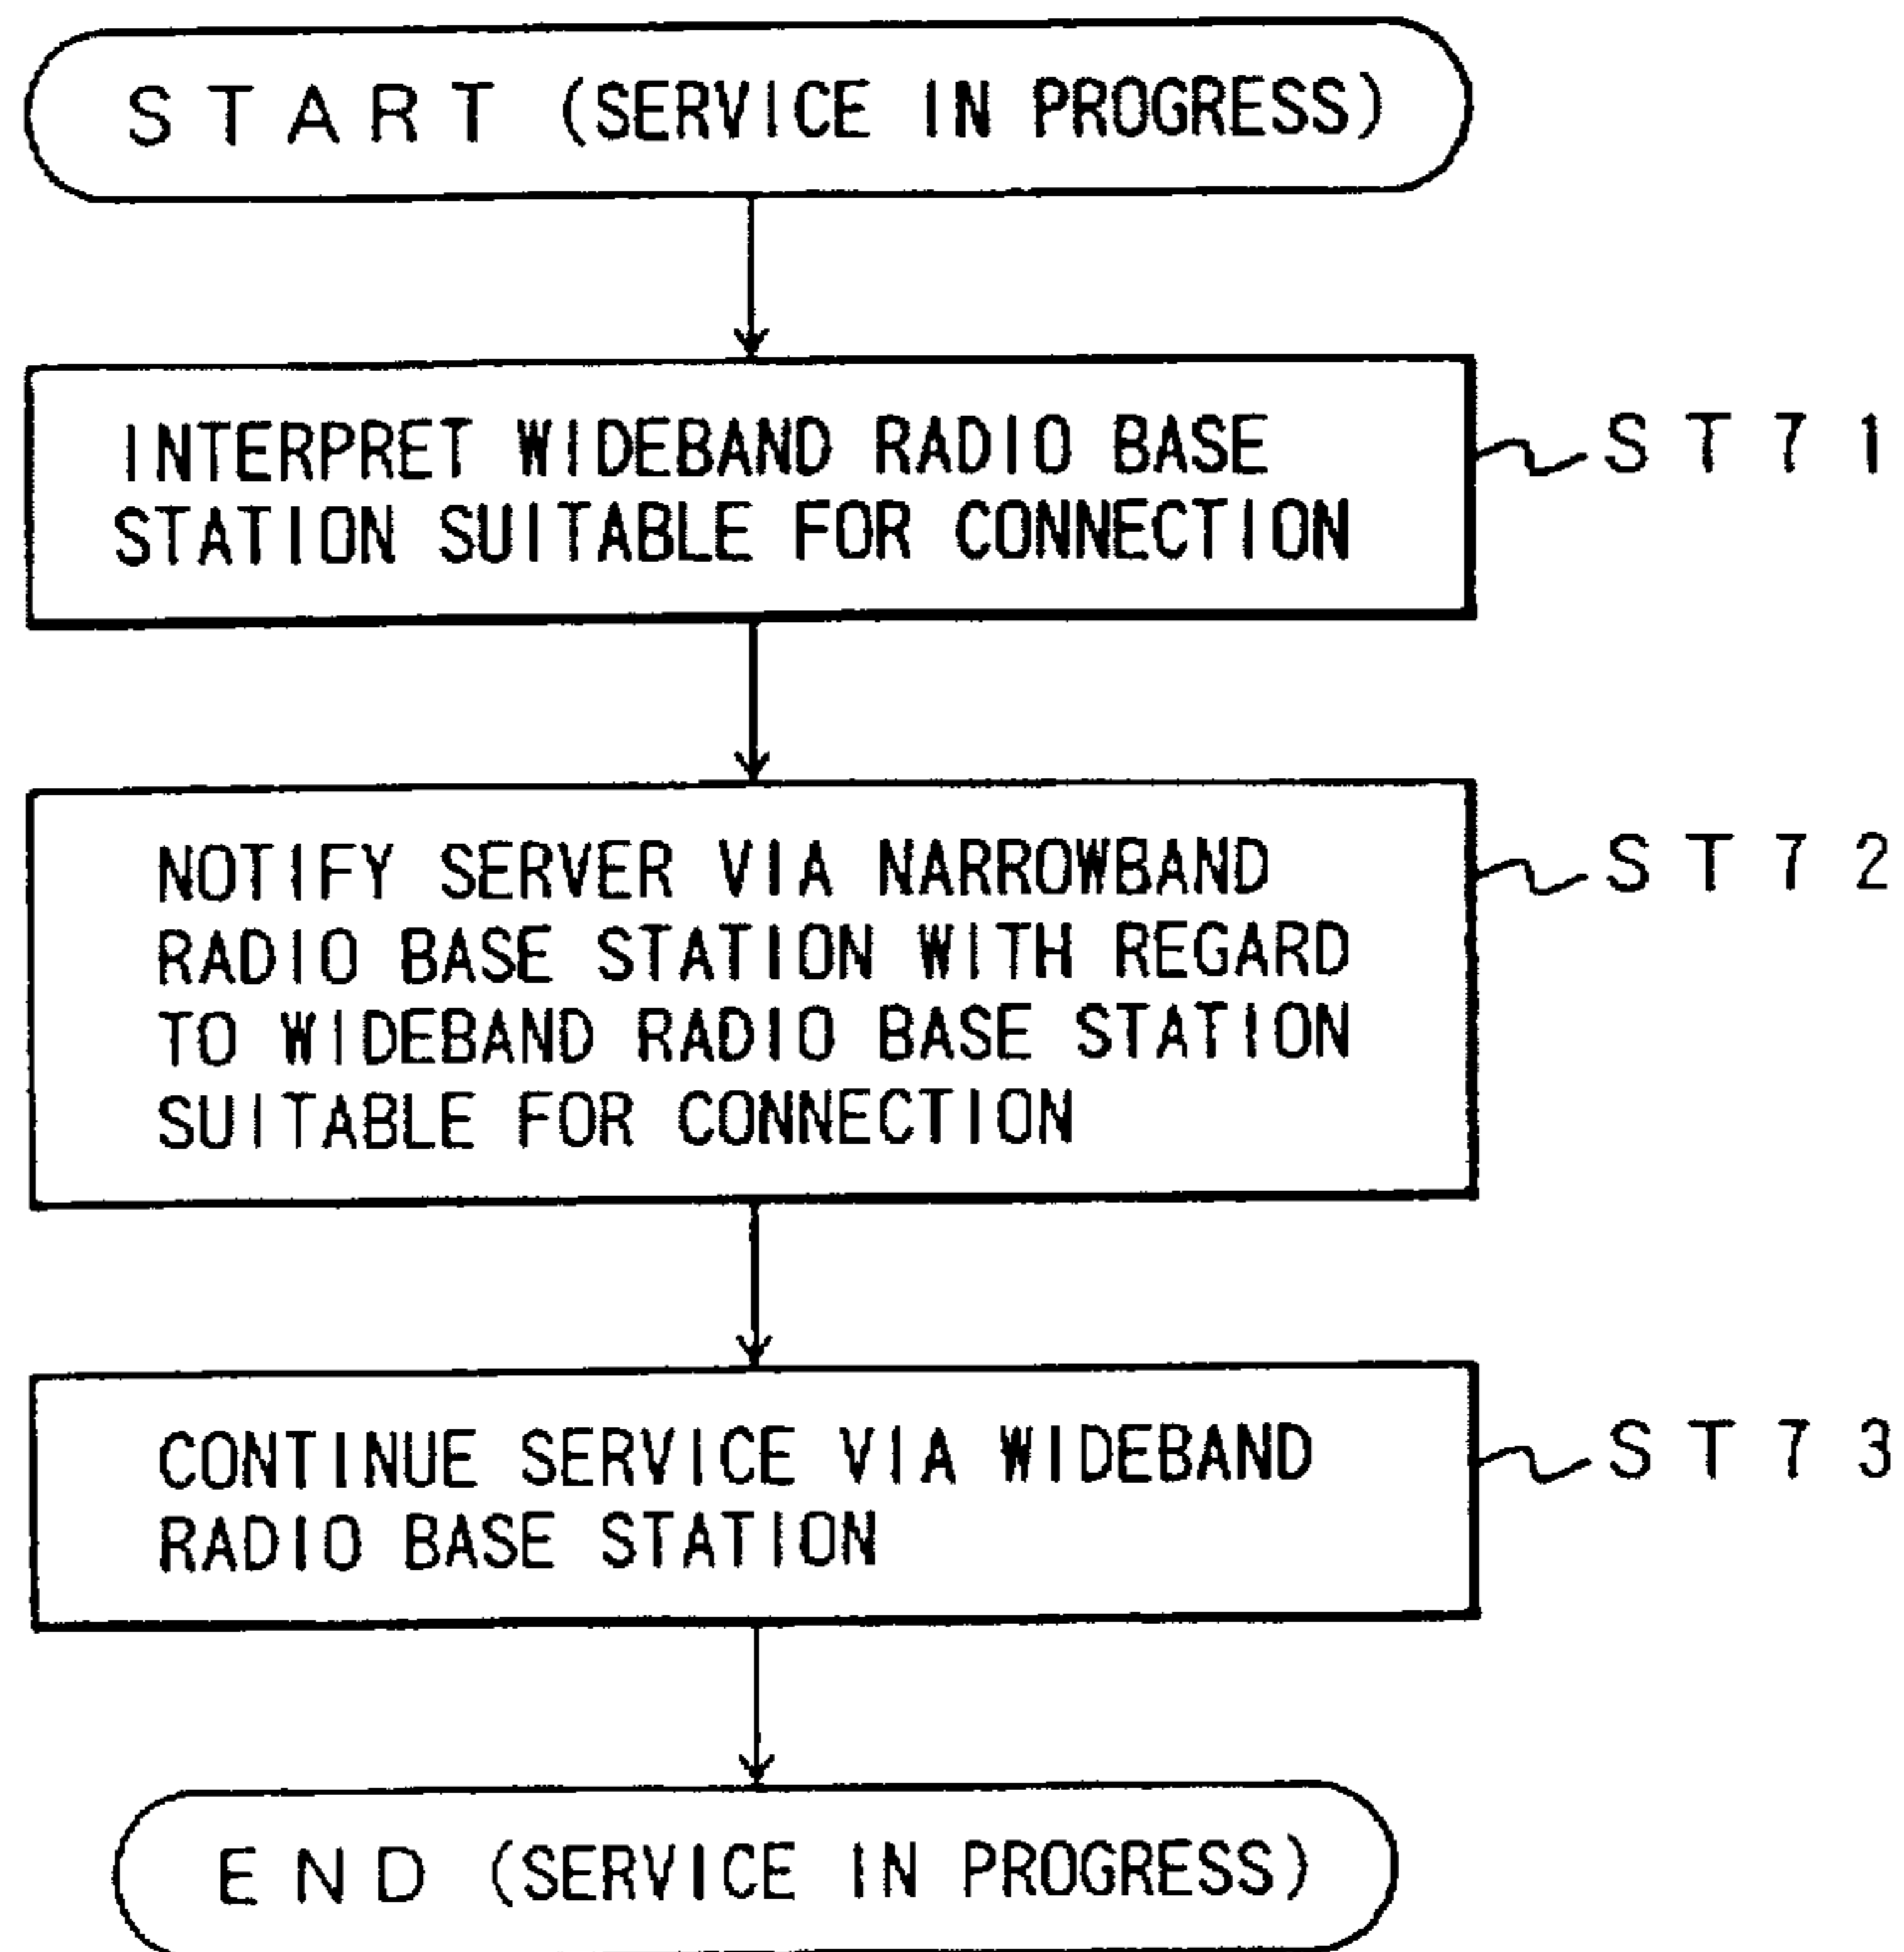 START (SERVICE IN PROGRESS)
INTERPRET WIDEBAND RADIO BASE
STATION SUITABLE FOR CONNECTION
ST71
NOTIFY SERVER VIA NARROWBAND
RADIO BASE STATION WITH REGARD
TO WIDEBAND RADIO BASE STATION
SUITABLE FOR CONNECTION
ST72
CONTINUE SERVICE VIA WIDEBAND
RADIO BASE STATION
ST73
END (SERVICE IN PROGRESS)